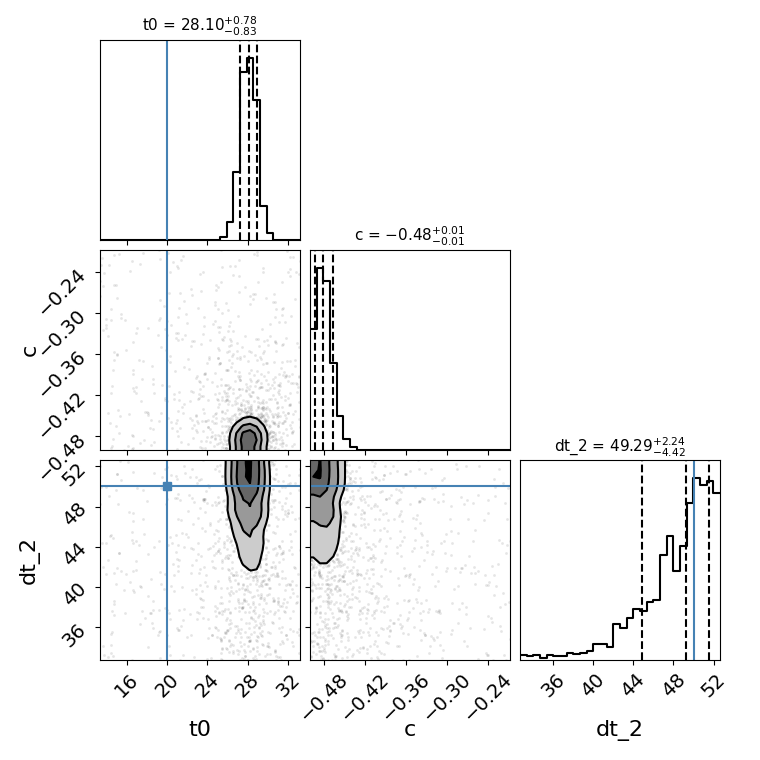 t0 = 28.10+0.78−0.83
−0.24
−0.30
−0.36
−0.42
−0.48
c
c = −0.48+0.01−0.01
52
48
44
40
36
dt_2
dt_2 = 49.29+2.24−4.42
16 20 24 28 32
−0.48 −0.42 −0.36 −0.30 −0.24
36 40 44 48 52
t0 c dt_2